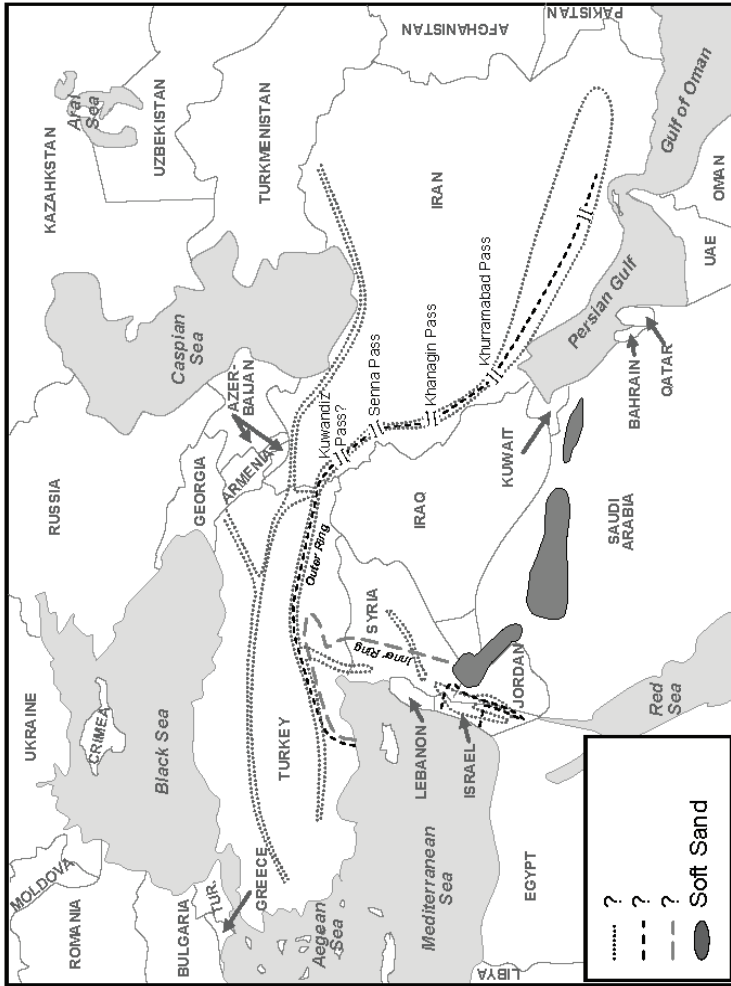 ROMANIA
MOLDOVA
UKRAINE
CRIMEA
RUSSIA
KAZAHKSTAN
Aral
Sea
BULGARIA
TUR.
GREECE
Black Sea
GEORGIA
ARMENIA
AZER-
BAIJAN
Caspian
Sea
UZBEKISTAN
TURKMENISTAN
Aegean
Sea
TURKEY
Outer Ring
Kuwandiz
Pass?
Senna Pass
Khanagin Pass
Khurramabad Pass
Mediterranean
Sea
LEBANON
ISRAEL
SYRIA
Inner Ring
IRAQ
IRAN
AFGHANISTAN
PAKISTAN
LIBYA
EGYPT
JORDAN
KUWAIT
SAUDI
ARABIA
Persian Gulf
BAHRAIN
QATAR
UAE
OMAN
Gulf of Oman
Red
Sea
?
?
?
Soft Sand